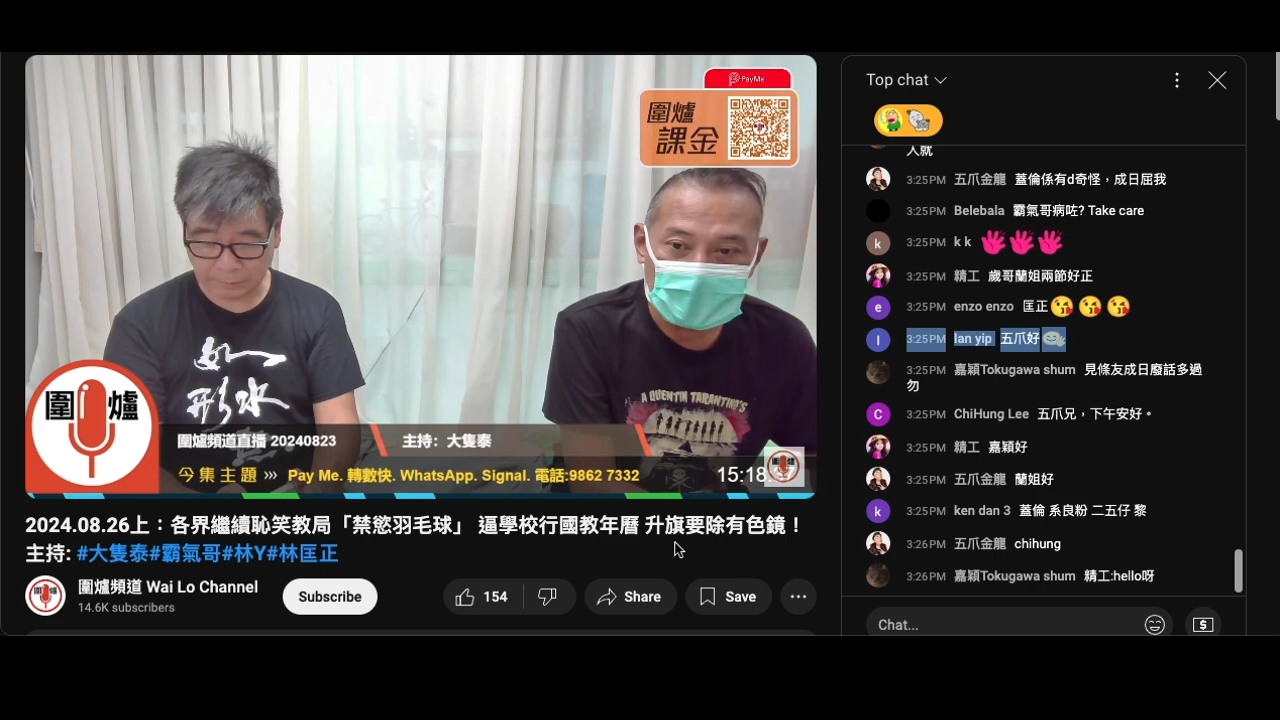 PayMe
圍爐
課金
如
形水
A QUENTIN TARANTINO'S
圍 爐
圍爐頻道直播 20240823
主持: 大隻泰
今集主題 >>> Pay Me. 轉數快. WhatsApp. Signal. 電話:9862 7332
15:18
2024.08.26上：各界繼續恥笑教局「禁慾羽毛球」 逼學校行國教年曆 升旗要除有色鏡！
主持: #大隻泰#霸氣哥#林Y#林匡正
圍爐頻道 Wai Lo Channel
14.6K subscribers
Subscribe
154
Share
Save
Top chat
人就
3:25PM 五爪金龍 蓋倫係有d奇怪，成日屈我
3:25PM Belebala 霸氣哥病咗? Take care
k 3:25PM k k
3:25PM 精工 歲哥蘭姐兩節好正
e 3:25PM enzo enzo 匡正😘😘😘
I 3:25PM Ian yip 五爪好
3:25PM 嘉穎Tokugawa shum 見條友成日廢話多過
勿
C 3:25PM ChiHung Lee 五爪兄，下午安好。
3:25PM 精工 嘉穎好
3:25PM 五爪金龍 蘭姐好
k 3:25PM ken dan 3 蓋倫 系良粉 二五仔 黎
3:26PM 五爪金龍 chihung
3:26PM 嘉穎Tokugawa shum 精工:hello呀
Chat...